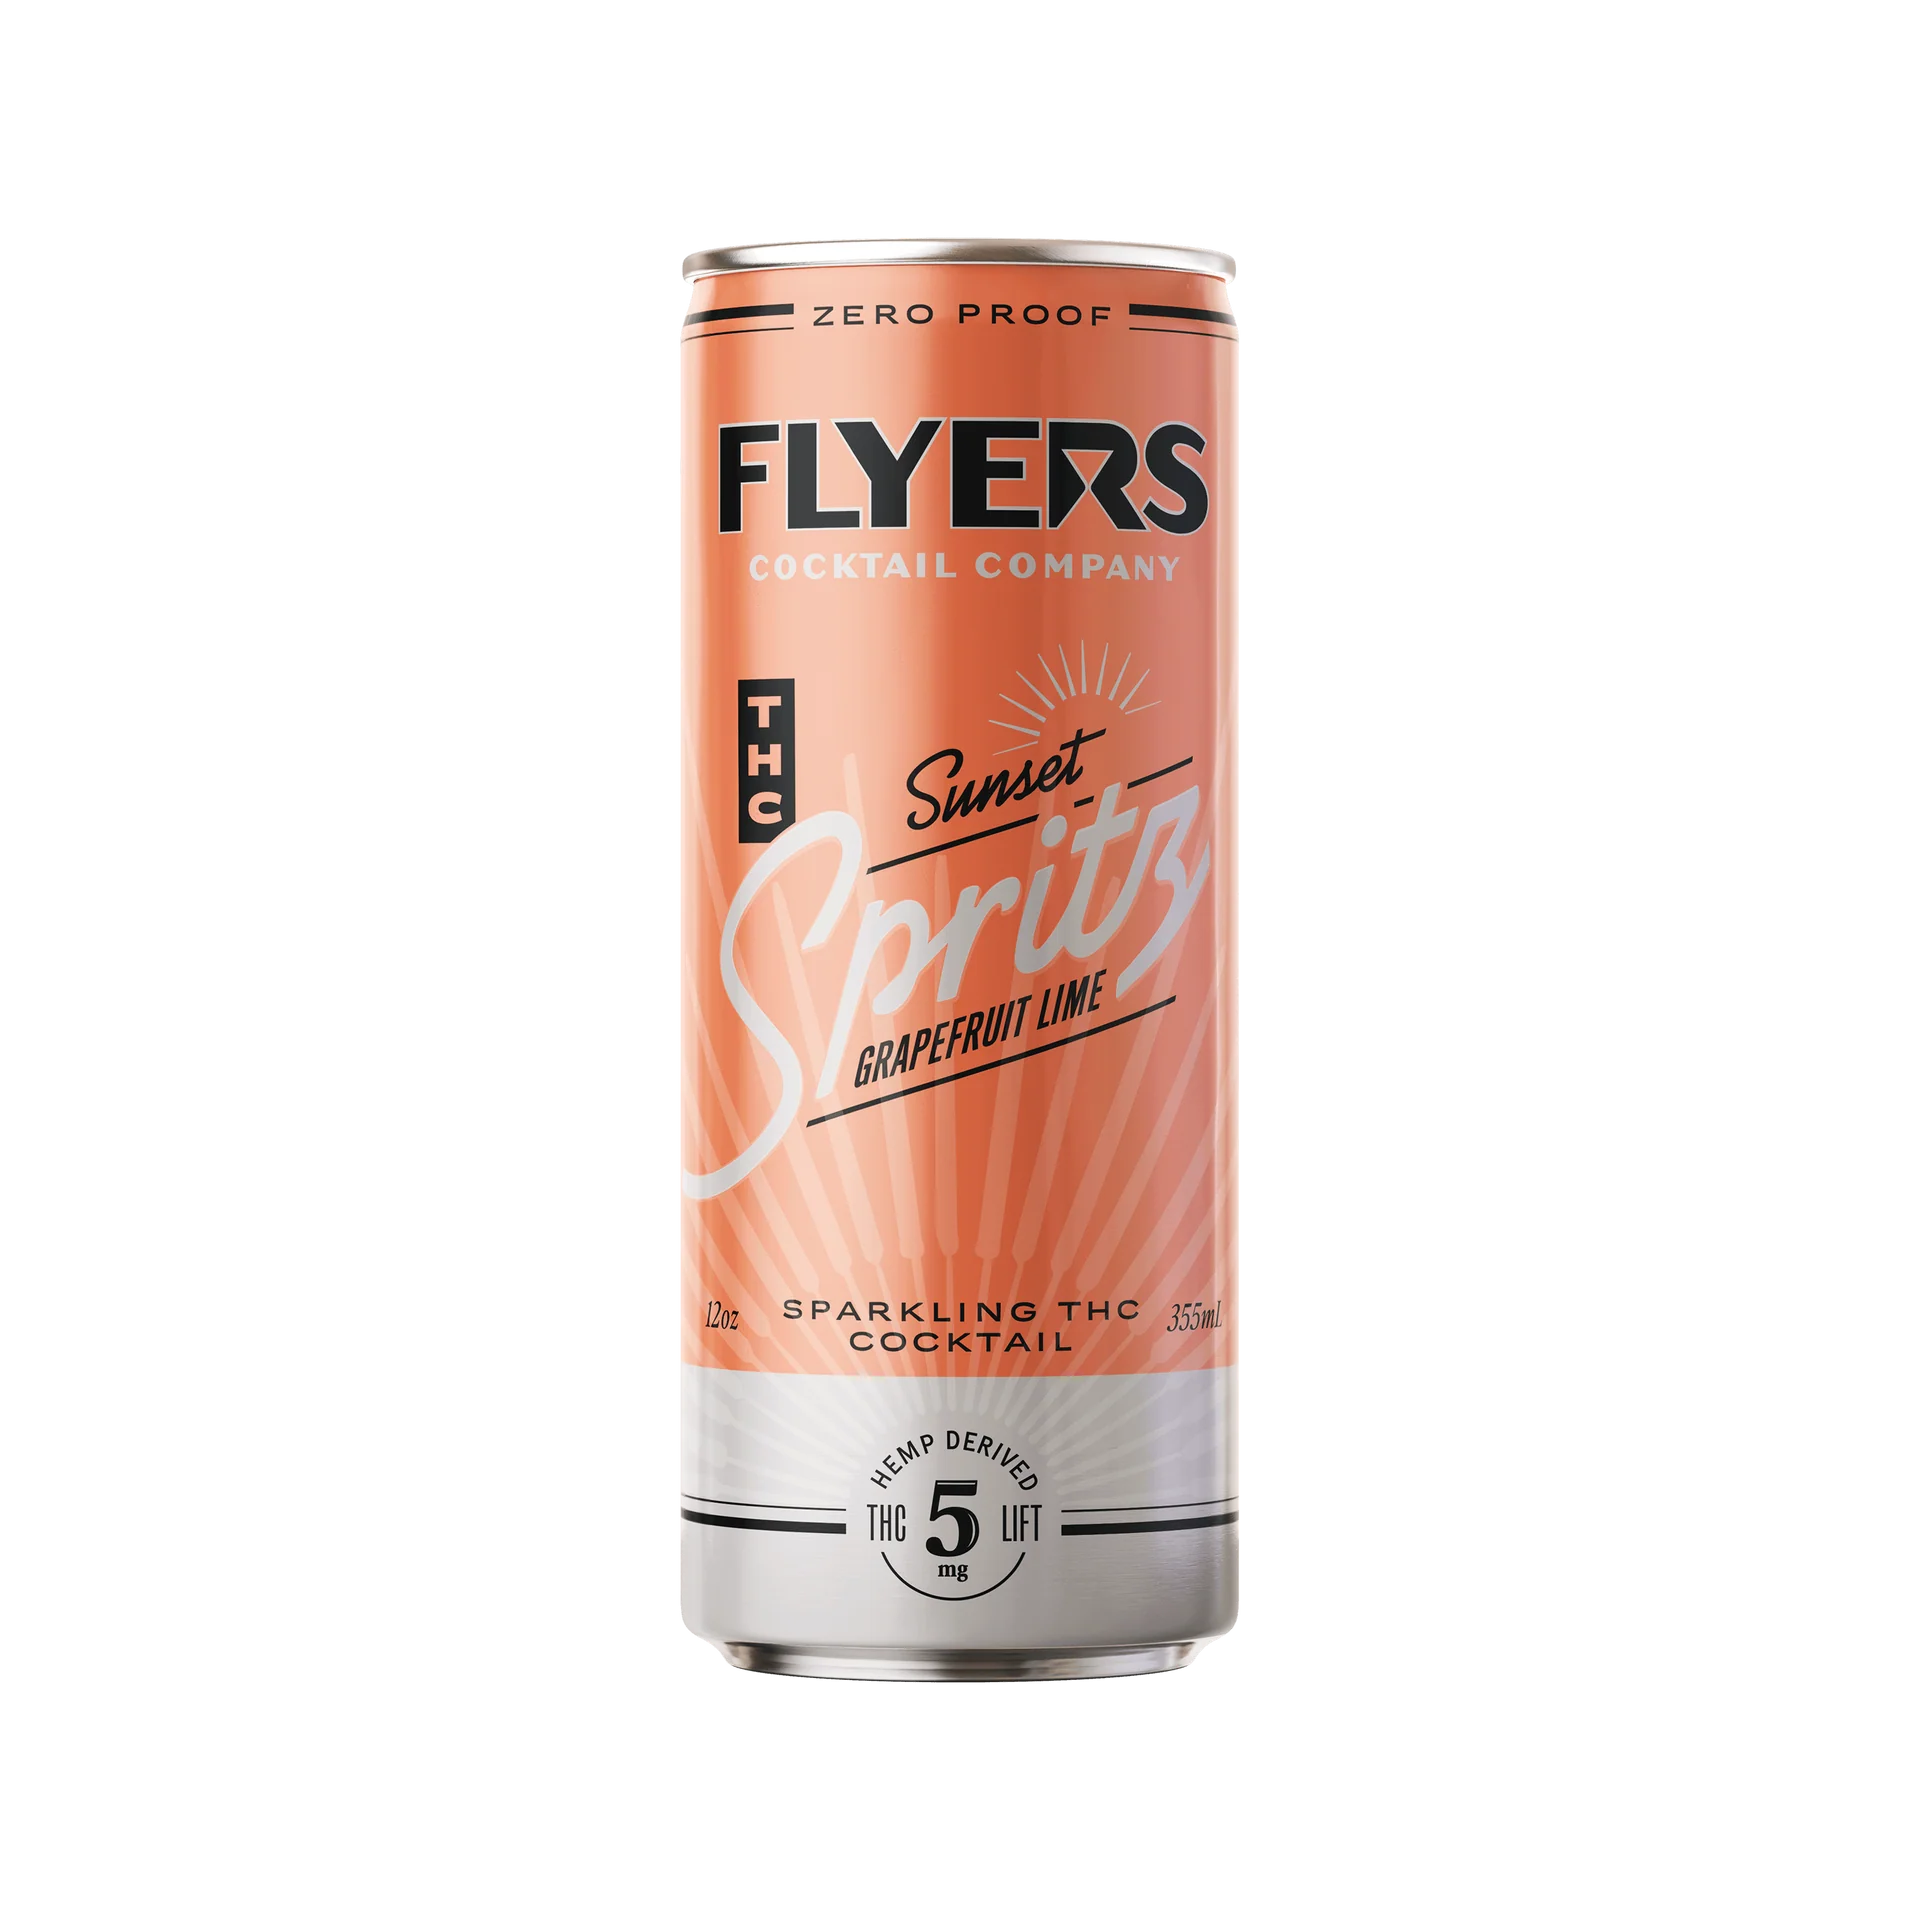 ZERO PROOF
FLYERS
COCKTAIL COMPANY
THC
Sunset
Spritz
GRAPEFRUIT LIME
12oz
SPARKLING THC
COCKTAIL
355mL
HEMP DERIVED
THC 5 LIFT
mg